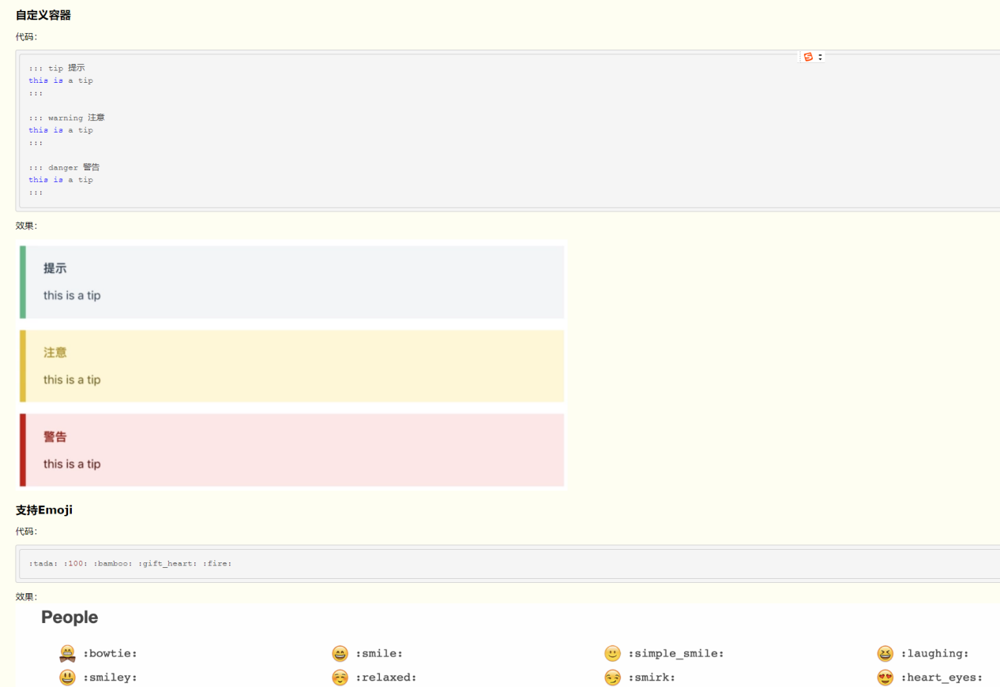 自定义容器
代码：
::: tip 提示
this is a tip
:::
::: warning 注意
this is a tip
:::
::: danger 警告
this is a tip
:::
效果：
提示
this is a tip
注意
this is a tip
警告
this is a tip
支持Emoji
代码：
:tada: :100: :bamboo: :gift_heart: :fire:
效果：
People
:bowtie: :smile: :simple_smile: :laughing:
:smiley: :relaxed: :smirk: :heart_eyes: